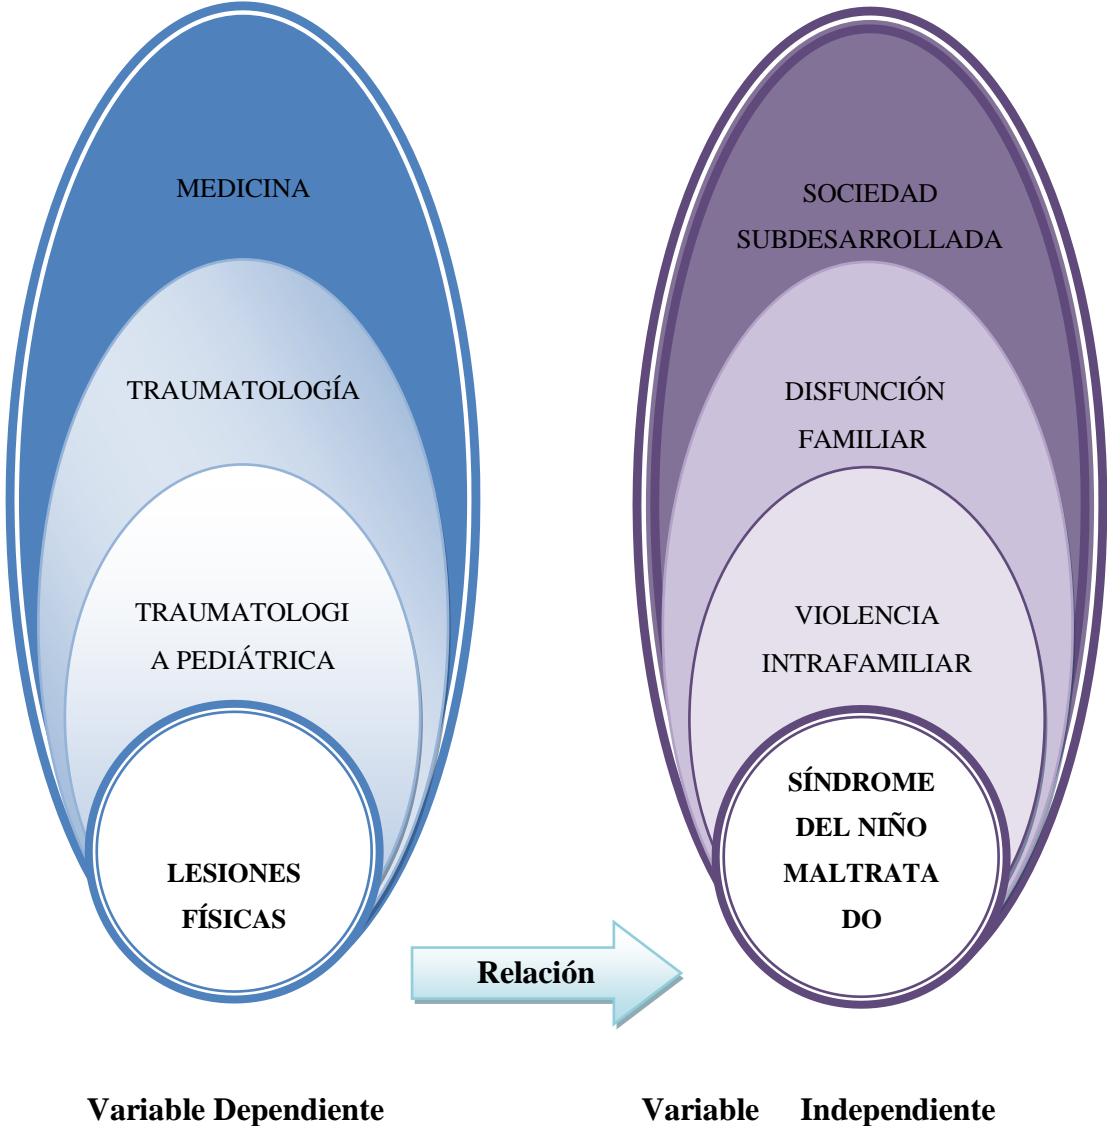 MEDICINA
TRAUMATOLOGÍA
TRAUMATOLOGI
A PEDIÁTRICA
LESIONES
FÍSICAS
Relación
SOCIEDAD
SUBDESARROLLADA
DISFUNCIÓN
FAMILIAR
VIOLENCIA
INTRAFAMILIAR
SÍNDROME
DEL NIÑO
MALTRATA
DO
Variable Dependiente
Variable Independiente